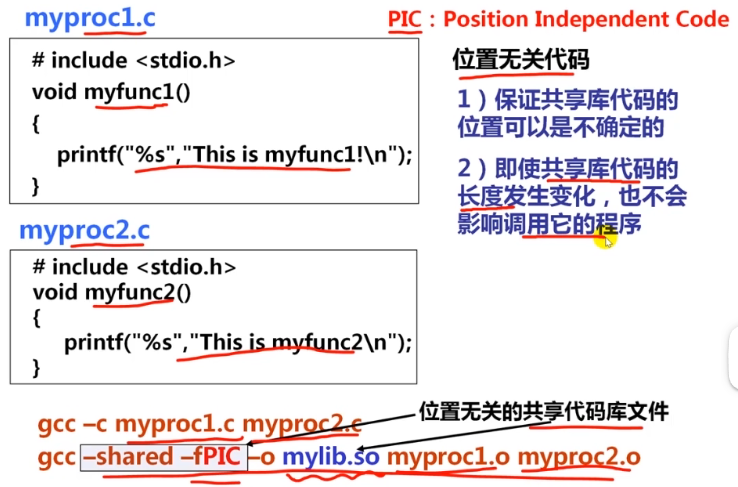 myproc1.c
# include <stdio.h>
void myfunc1()
{
printf("%s","This is myfunc1!\n");
}
myproc2.c
# include <stdio.h>
void myfunc2()
{
printf("%s","This is myfunc2\n");
}
PIC：Position Independent Code
位置无关代码
1）保证共享库代码的
位置可以是不确定的
2）即使共享库代码的
长度发生变化，也不会
影响调用它的程序
位置无关的共享代码库文件
gcc –c myproc1.c myproc2.c
gcc –shared –fPIC –o mylib.so myproc1.o myproc2.o